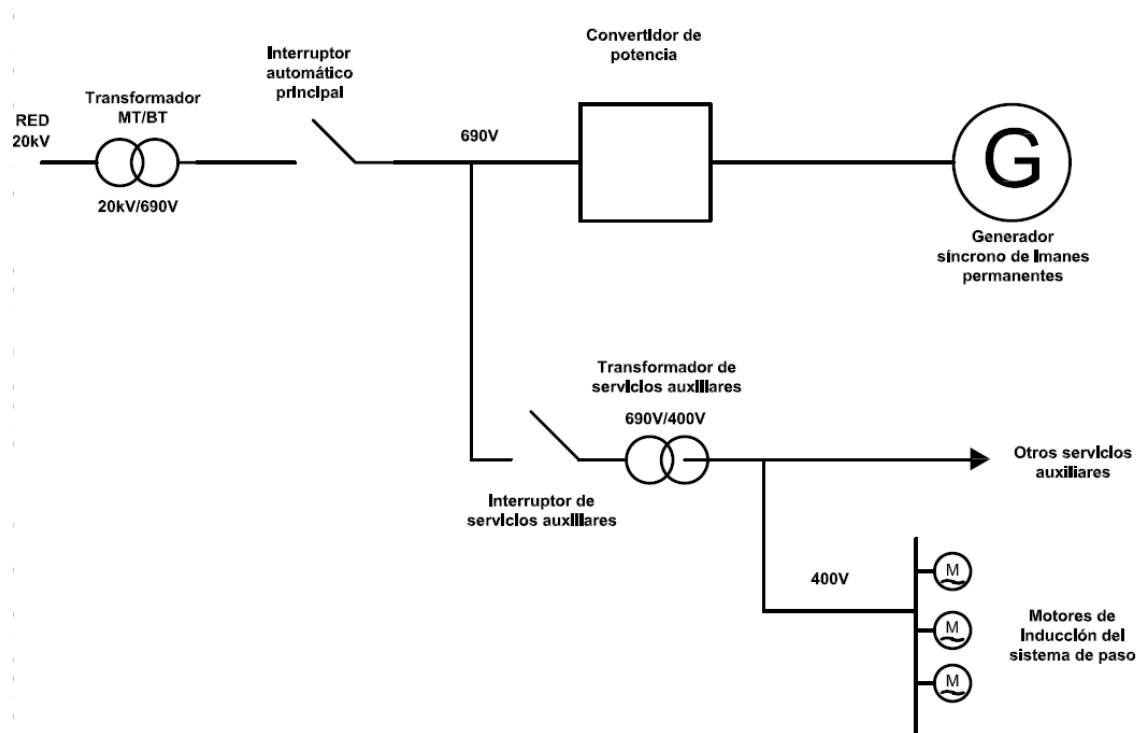 Convertidor de
potencia
Interruptor
automático
principal
Transformador
MT/BT
RED
20kV
690V
20kV/690V
G
Generador
síncrono de imanes
permanentes
Transformador de
servicios auxiliares
690V/400V
Otros servicios
auxiliares
Interruptor de
servicios auxiliares
400V
M
M
M
Motores de
inducción del
sistema de paso